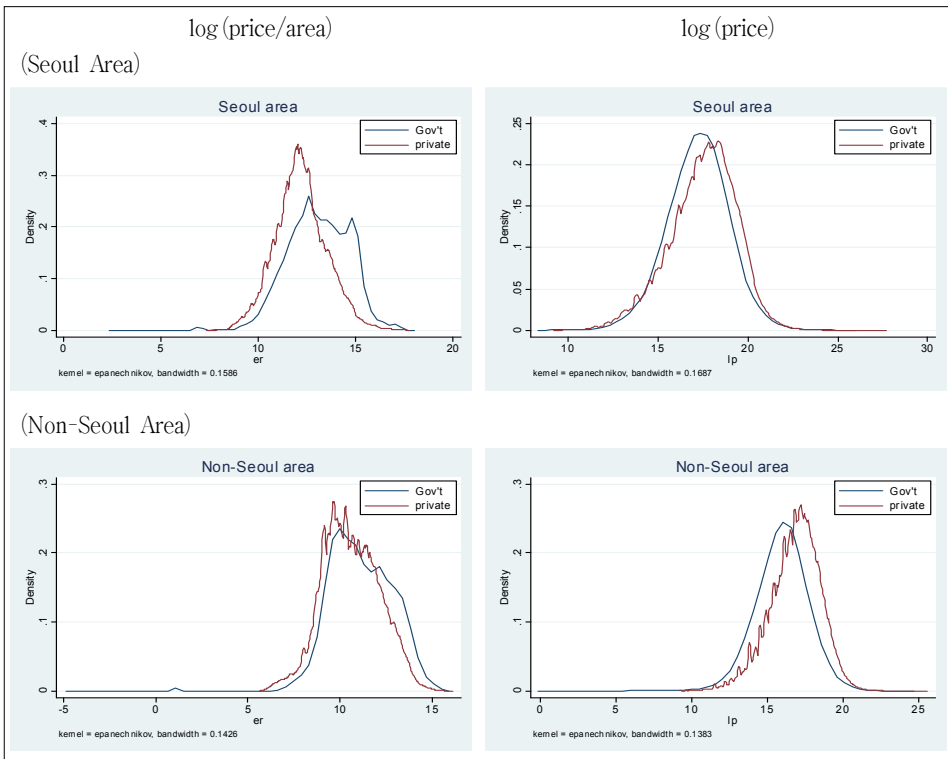 log(price/area)
log(price)
(Seoul Area)
Seoul area
Gov't
private
Density
0 .1 .2 .3 .4
0 5 10 15 20
er
kernel = epanechnikov, bandwidth = 0.1586
Seoul area
Gov't
private
Density
0 .05 .1 .15 .2 .25
10 15 20 25 30
lp
kernel = epanechnikov, bandwidth = 0.1687
(Non-Seoul Area)
Non-Seoul area
Gov't
private
Density
0 .1 .2 .3
-5 0 5 10 15
er
kernel = epanechnikov, bandwidth = 0.1426
Non-Seoul area
Gov't
private
Density
0 .1 .2 .3
0 5 10 15 20 25
lp
kernel = epanechnikov, bandwidth = 0.1383